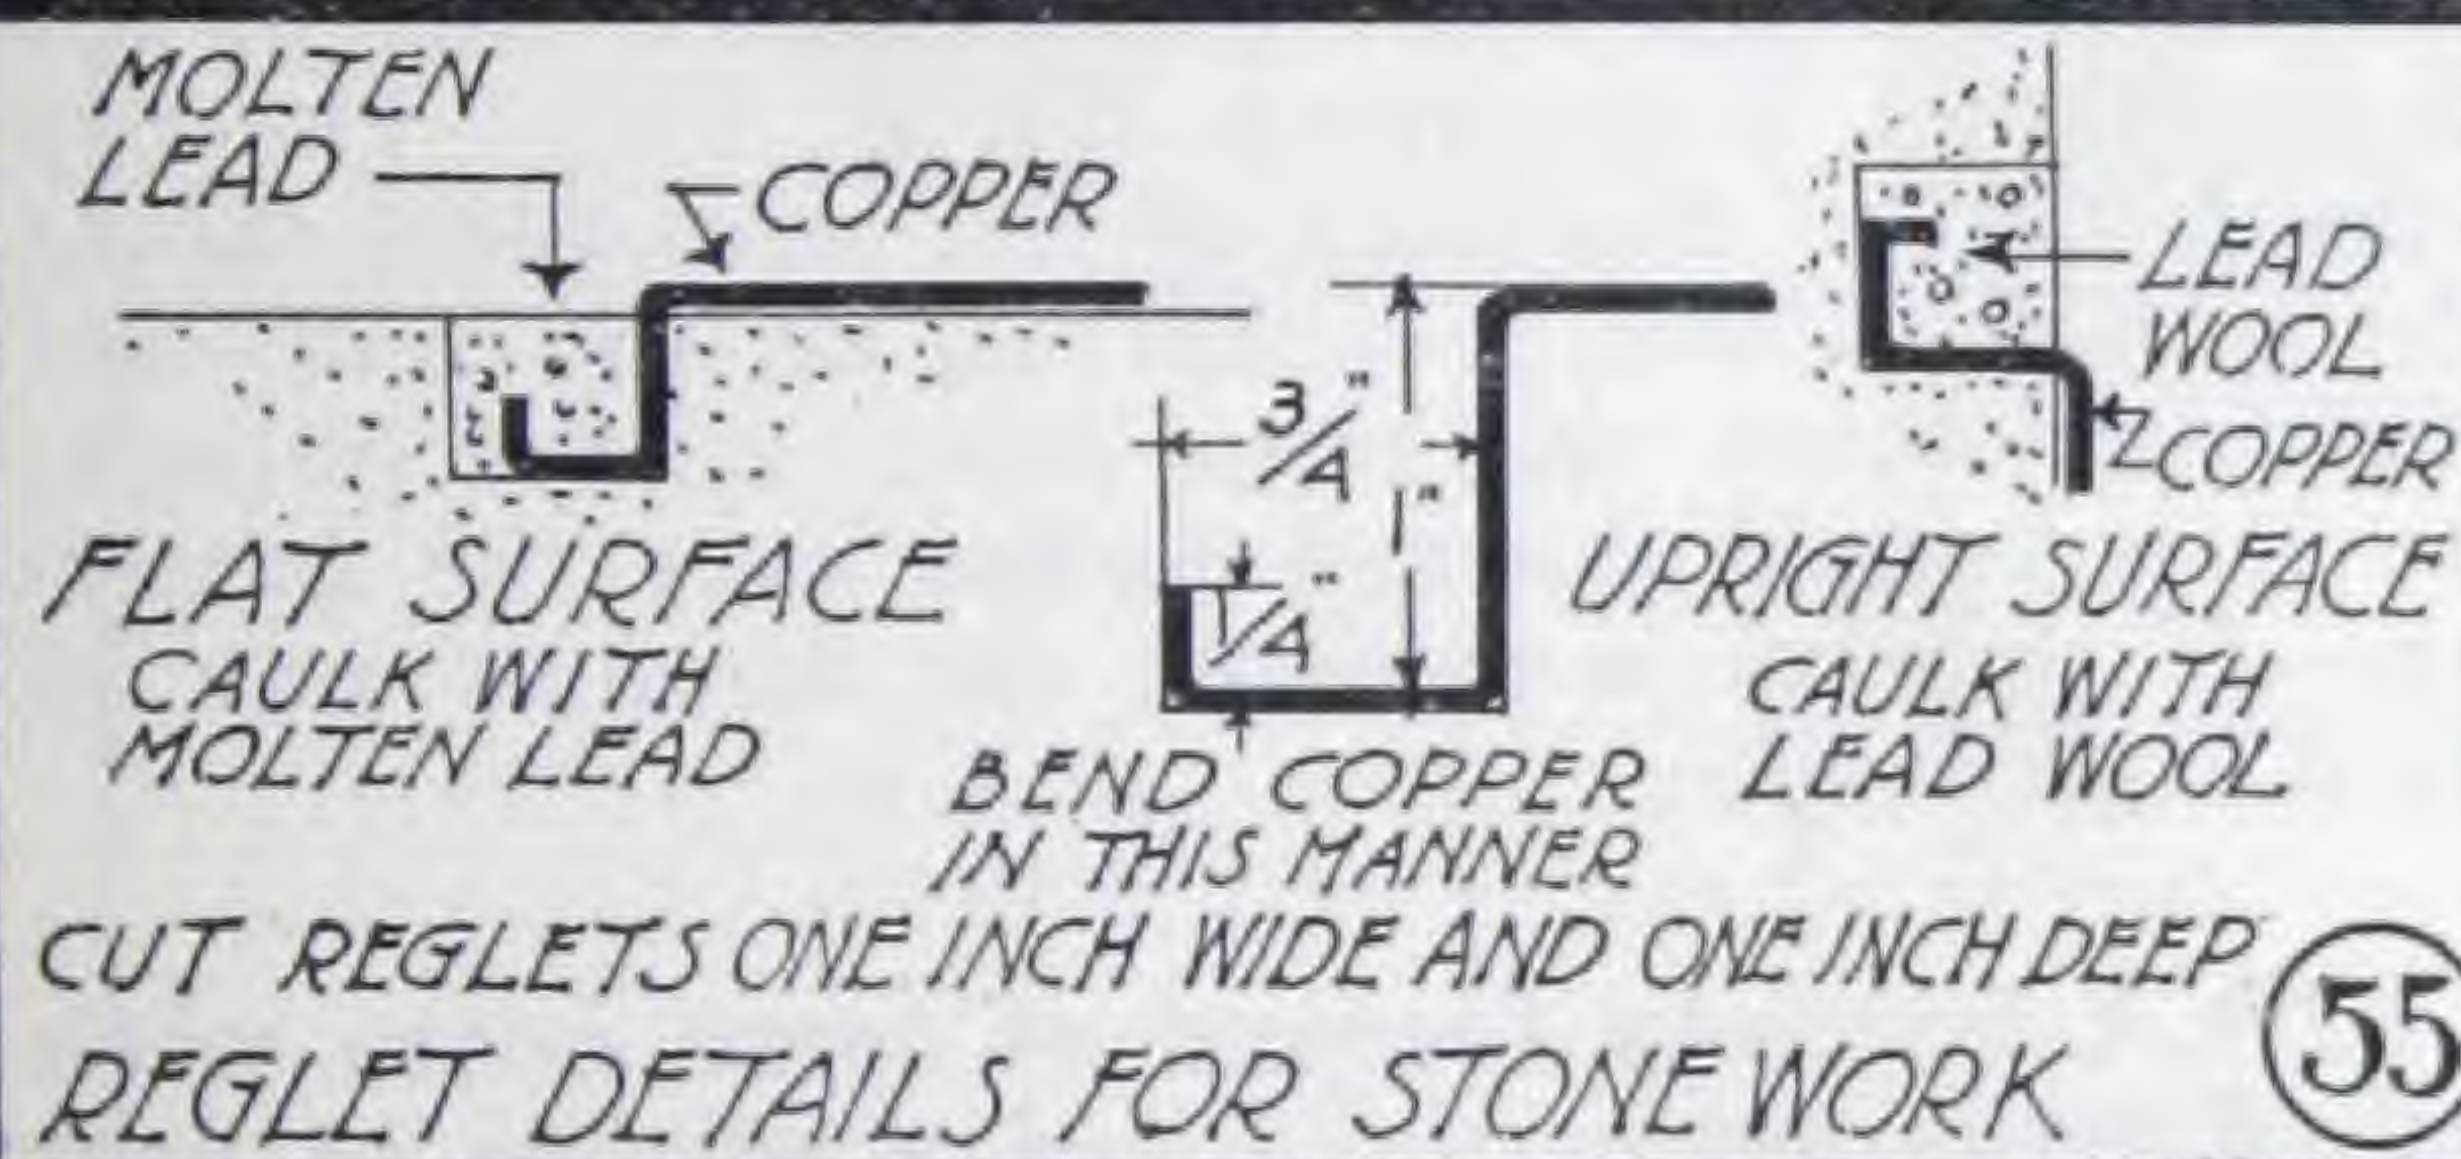 MOLTEN
LEAD
COPPER
FLAT SURFACE
CAULK WITH
MOLTEN LEAD
3/4"
1"
1/4"
BEND COPPER
IN THIS MANNER
LEAD
WOOL
COPPER
UPRIGHT SURFACE
CAULK WITH
LEAD WOOL
CUT REGLETS ONE INCH WIDE AND ONE INCH DEEP
REGLET DETAILS FOR STONE WORK
55